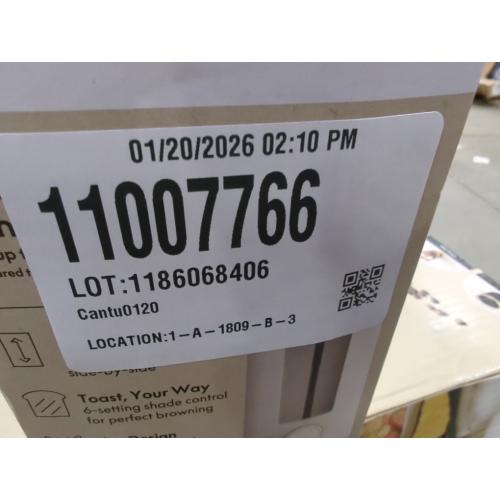 01/20/2026 02:10 PM
11007766
LOT:1186068406
Cantu0120
LOCATION:1-A-1809-B-3
side-by-side
Toast, Your Way
6-setting shade control
for perfect browning
Design